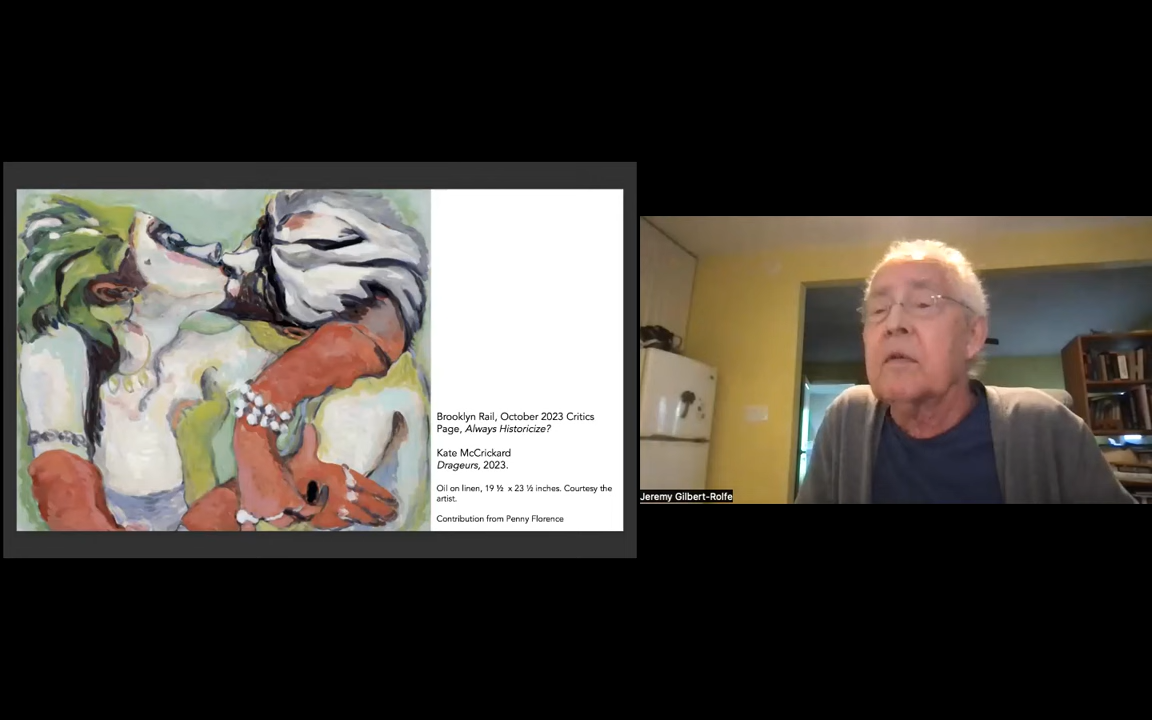 Brooklyn Rail, October 2023 Critics
Page, Always Historicize?
Kate McCrickard
Drageurs, 2023.
Oil on linen, 19 ½ x 23 ½ inches. Courtesy the
artist.
Contribution from Penny Florence
Jeremy Gilbert-Rolfe